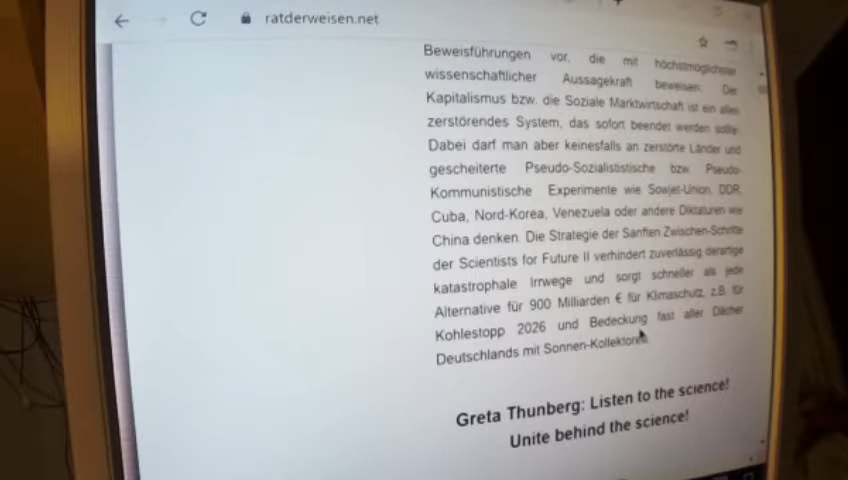 ratderweisen.net
Beweisführungen vor, die mit höchstmöglicher
wissenschaftlicher Aussagekraft beweisen: Der
Kapitalismus bzw. die Soziale Marktwirtschaft ist ein alles
zerstörendes System, das sofort beendet werden sollte.
Dabei darf man aber keinesfalls an zerstörte Länder und
gescheiterte Pseudo-Sozialististische bzw Pseudo-
Kommunistische Experimente wie Sowjet-Union, DDR,
Cuba, Nord-Korea, Venezuela oder andere Diktaturen wie
China denken. Die Strategie der Sanften Zwischen-Schritte
der Scientists for Future II verhindert zuverlässig derartige
katastrophale Irrwege und sorgt schneller als jede
Alternative für 900 Milliarden € für Klimaschutz, z.B. für
Kohlestopp 2026 und Bedeckung fast aller Dächer
Deutschlands mit Sonnen-Kollektoren.
Greta Thunberg: Listen to the science!
Unite behind the science!